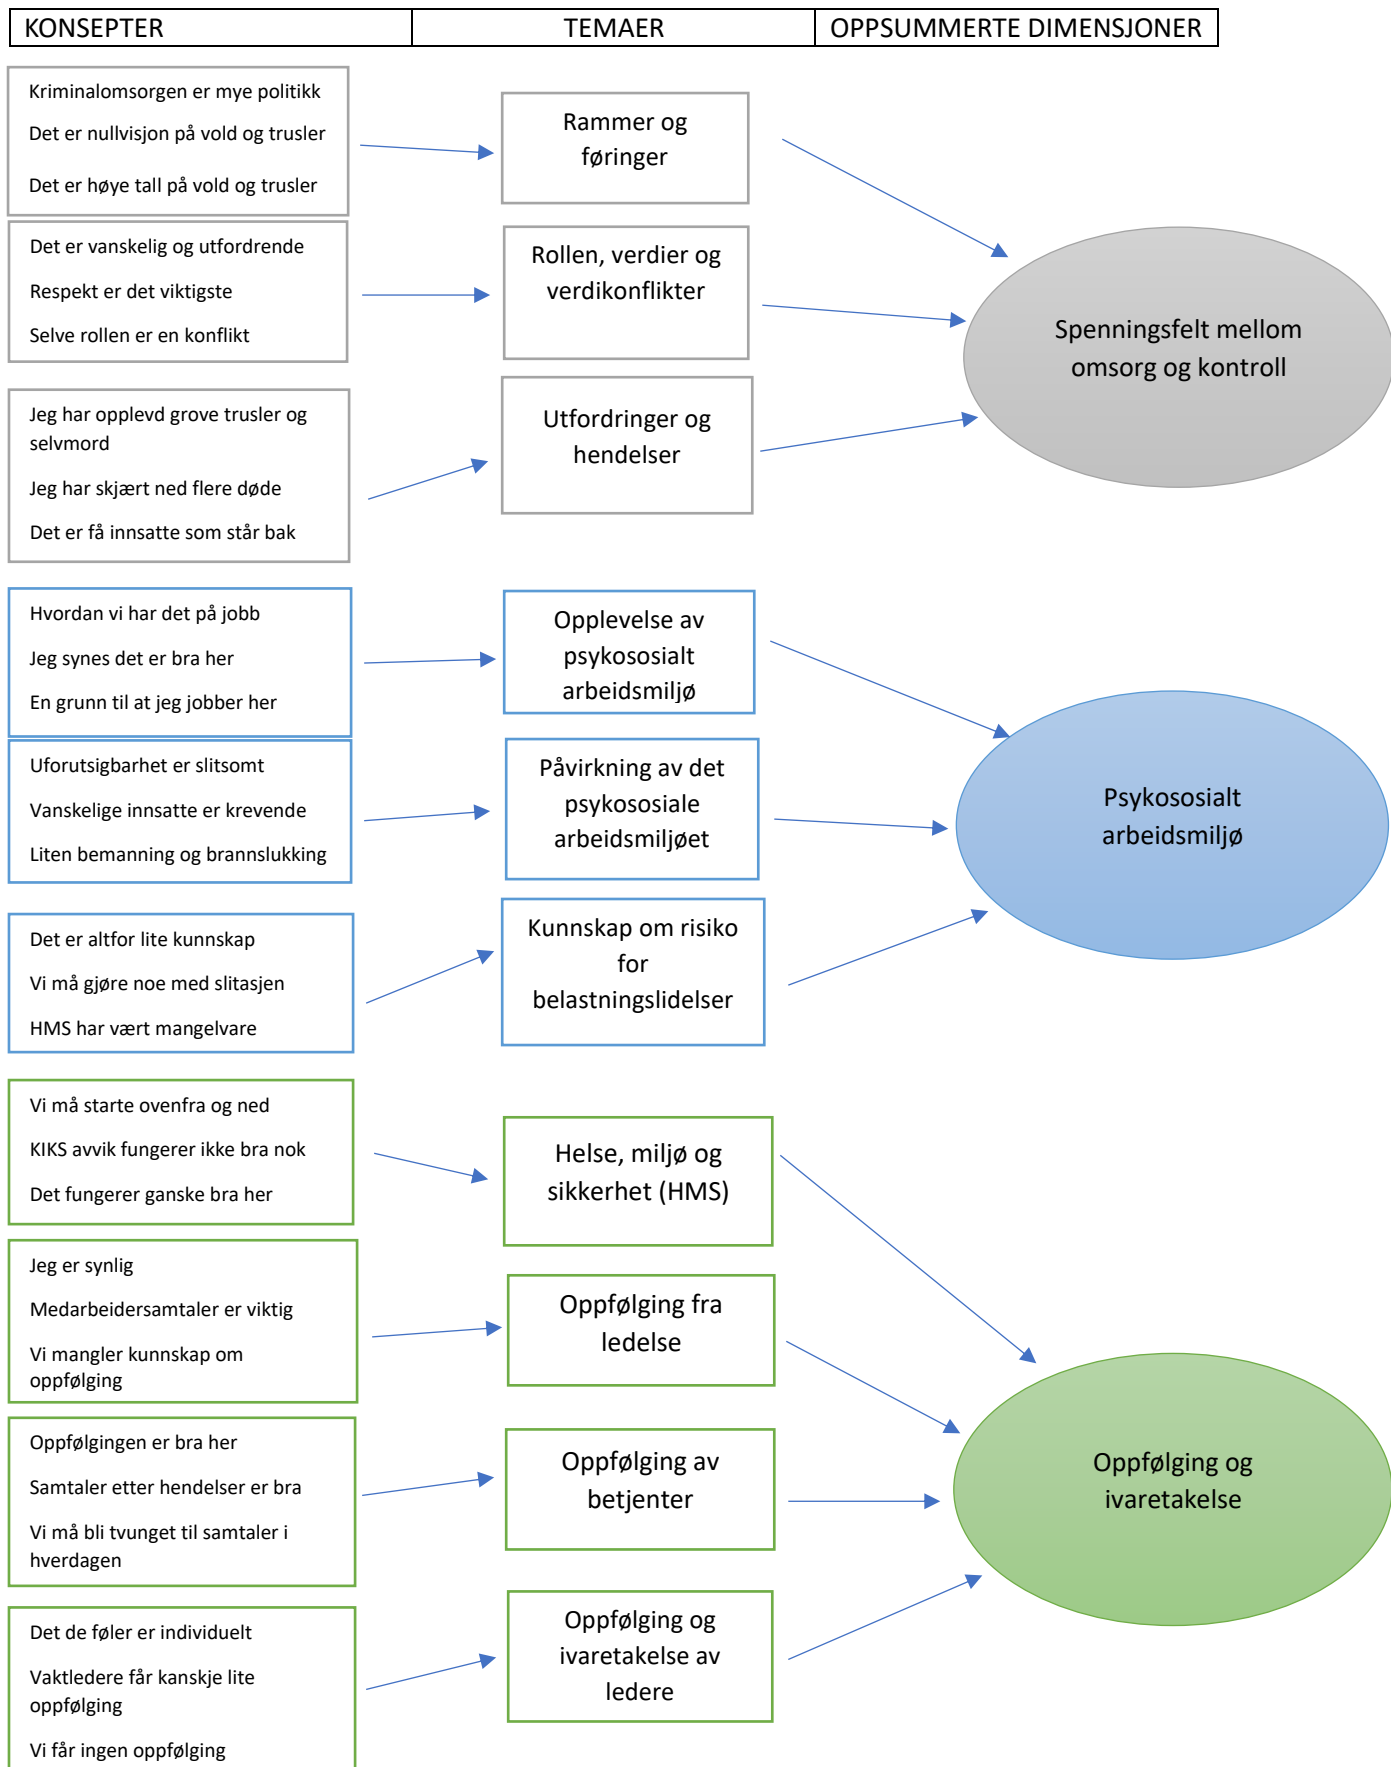 KONSEPTER TEMAER OPPSUMMERTE DIMENSJONER
Kriminalomsorgen er mye politikk
Det er nullvisjon på vold og trusler
Det er høye tall på vold og trusler
Rammer og
føringer
Det er vanskelig og utfordrende
Respekt er det viktigste
Selve rollen er en konflikt
Rollen, verdier og
verdikonflikter
Jeg har opplevd grove trusler og
selvmord
Jeg har skjært ned flere døde
Det er få innsatte som står bak
Utfordringer og
hendelser
Spenningsfelt mellom
omsorg og kontroll
Hvordan vi har det på jobb
Jeg synes det er bra her
En grunn til at jeg jobber her
Opplevelse av
psykososialt
arbeidsmiljø
Uforutsigbarhet er slitsomt
Vanskelige innsatte er krevende
Liten bemanning og brannslukking
Påvirkning av det
psykososiale
arbeidsmiljøet
Det er altfor lite kunnskap
Vi må gjøre noe med slitasjen
HMS har vært mangelvare
Kunnskap om risiko
for
belastningslidelser
Psykososialt
arbeidsmiljø
Vi må starte ovenfra og ned
KIKS avvik fungerer ikke bra nok
Det fungerer ganske bra her
Helse, miljø og
sikkerhet (HMS)
Jeg er synlig
Medarbeidersamtaler er viktig
Vi mangler kunnskap om
oppfølging
Oppfølging fra
ledelse
Oppfølgingen er bra her
Samtaler etter hendelser er bra
Vi må bli tvunget til samtaler i
hverdagen
Oppfølging av
betjenter
Det de føler er individuelt
Vaktledere får kanskje lite
oppfølging
Vi får ingen oppfølging
Oppfølging og
ivaretakelse av
ledere
Oppfølging og
ivaretakelse